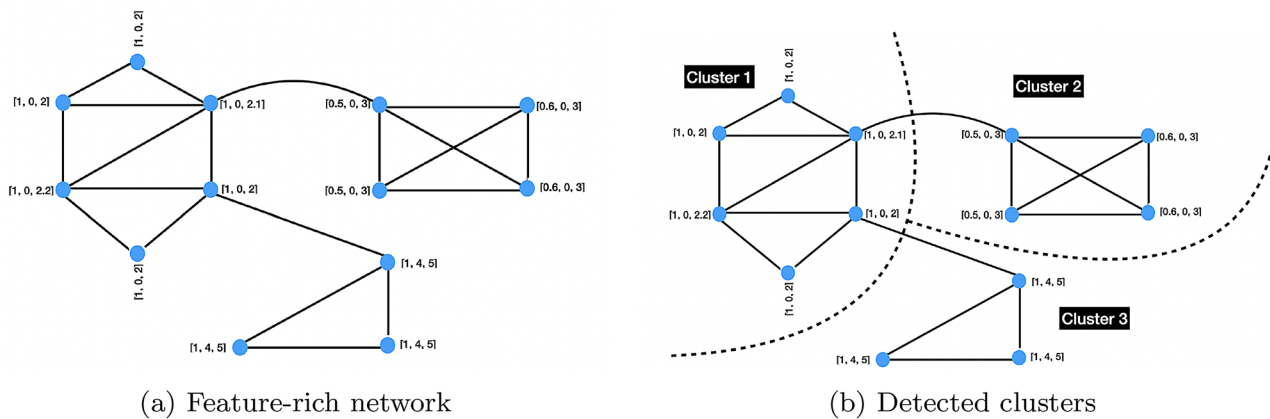 [1, 0, 2]
[1, 0, 2]
[1, 0, 2.1]
[0.5, 0, 3]
[0.6, 0, 3]
[1, 0, 2.2]
[1, 0, 2]
[0.5, 0, 3]
[0.6, 0, 3]
[1, 0, 2]
[1, 4, 5]
[1, 4, 5]
[1, 4, 5]
(a) Feature-rich network
Cluster 1
[1, 0, 2]
Cluster 2
[1, 0, 2]
[1, 0, 2.1]
[0.5, 0, 3]
[0.6, 0, 3]
[1, 0, 2.2]
[1, 0, 2]
[0.5, 0, 3]
[0.6, 0, 3]
[1, 0, 2]
[1, 4, 5]
Cluster 3
[1, 4, 5]
[1, 4, 5]
(b) Detected clusters